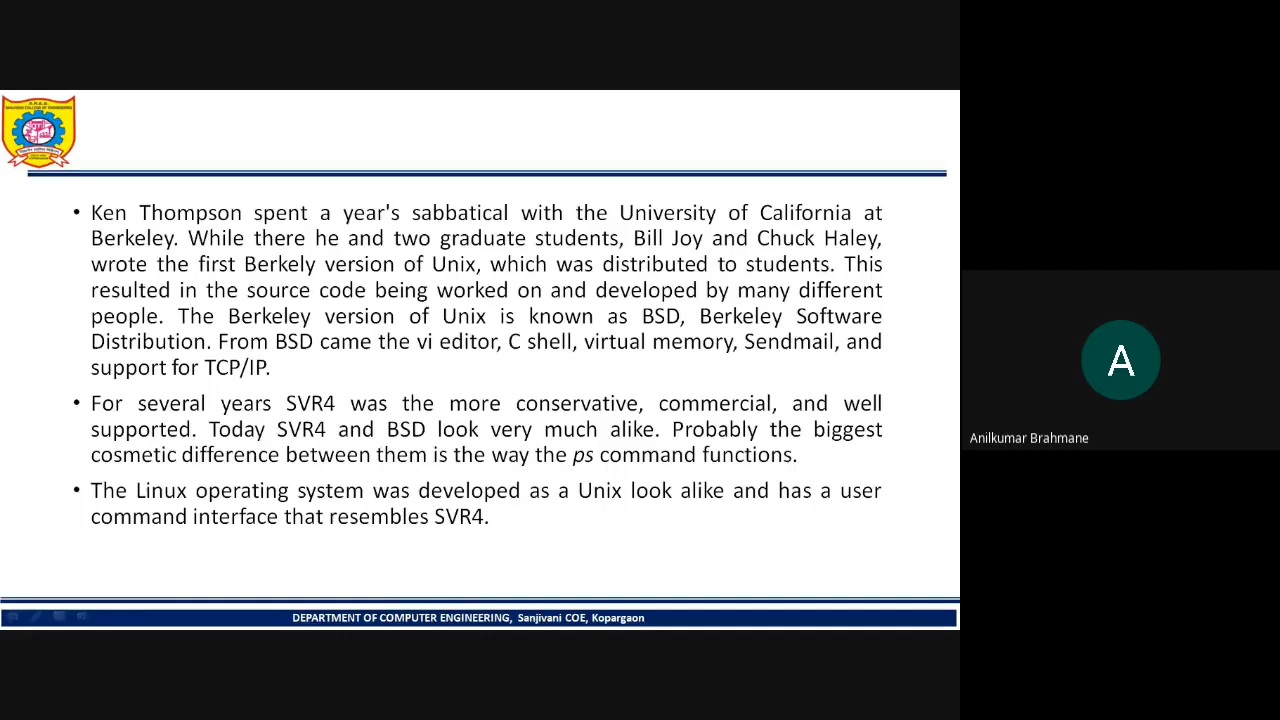 • Ken Thompson spent a year's sabbatical with the University of California at
Berkeley. While there he and two graduate students, Bill Joy and Chuck Haley,
wrote the first Berkely version of Unix, which was distributed to students. This
resulted in the source code being worked on and developed by many different
people. The Berkeley version of Unix is known as BSD, Berkeley Software
Distribution. From BSD came the vi editor, C shell, virtual memory, Sendmail, and
support for TCP/IP.
• For several years SVR4 was the more conservative, commercial, and well
supported. Today SVR4 and BSD look very much alike. Probably the biggest
cosmetic difference between them is the way the ps command functions.
• The Linux operating system was developed as a Unix look alike and has a user
command interface that resembles SVR4.
DEPARTMENT OF COMPUTER ENGINEERING, Sanjivani COE, Kopargaon
A
Anilkumar Brahmane